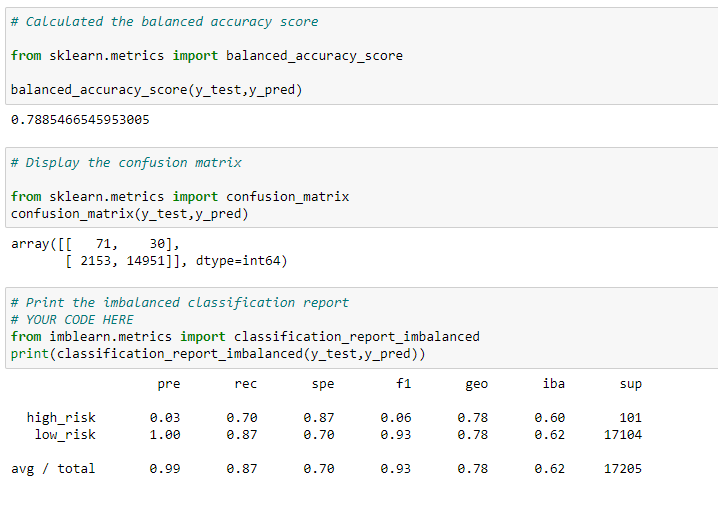 # Calculated the balanced accuracy score
from sklearn.metrics import balanced_accuracy_score
balanced_accuracy_score(y_test,y_pred)
0.7885466545953005
# Display the confusion matrix
from sklearn.metrics import confusion_matrix
confusion_matrix(y_test,y_pred)
array([[   71,    30],
       [ 2153, 14951]], dtype=int64)
# Print the imbalanced classification report
# YOUR CODE HERE
from imblearn.metrics import classification_report_imbalanced
print(classification_report_imbalanced(y_test,y_pred))
                   pre       rec       spe        f1       geo       iba       sup
  high_risk       0.03      0.70      0.87      0.06      0.78      0.60       101
   low_risk       1.00      0.87      0.70      0.93      0.78      0.62     17104
avg / total       0.99      0.87      0.70      0.93      0.78      0.62     17205